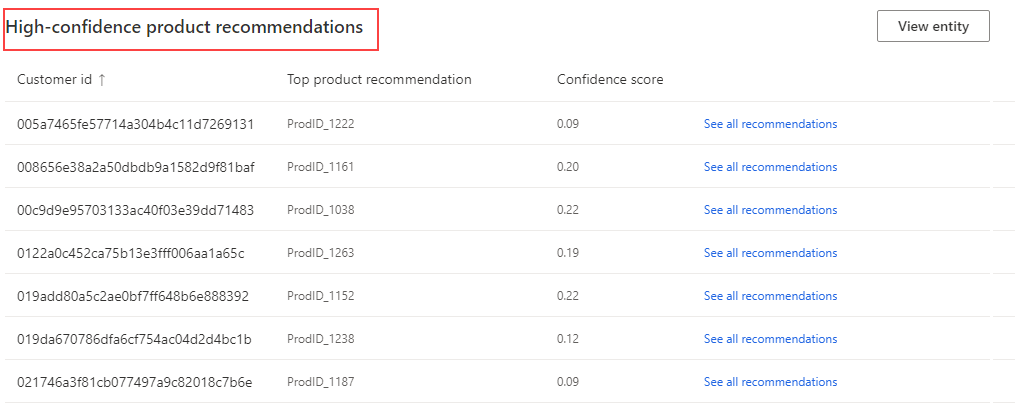 High-confidence product recommendations View entity
Customer id ↑ Top product recommendation Confidence score
005a7465fe57714a304b4c11d7269131 ProdID_1222 0.09 See all recommendations
008656e38a2a50dbdb9a1582d9f81baf ProdID_1161 0.20 See all recommendations
00c9d9e95703133ac40f03e39dd71483 ProdID_1038 0.22 See all recommendations
0122a0c452ca75b13e3fff006aa1a65c ProdID_1263 0.19 See all recommendations
019add80a5c2ae0bf7ff648b6e888392 ProdID_1152 0.22 See all recommendations
019da670786dfa6cf754ac04d2d4bc1b ProdID_1238 0.12 See all recommendations
021746a3f81cb077497a9c82018c7b6e ProdID_1187 0.09 See all recommendations